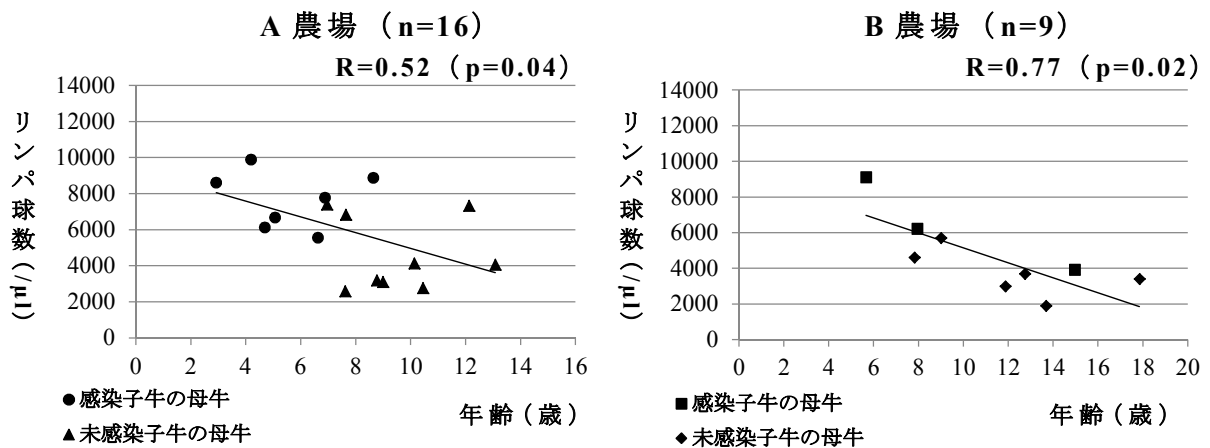 A 農場（n=16）
R=0.52（p=0.04）
リンパ球数(/μl)
14000
12000
10000
8000
6000
4000
2000
0
0 2 4 6 8 10 12 14 16
年齢(歳)
●感染子牛の母牛
▲未感染子牛の母牛
B 農場（n=9）
R=0.77（p=0.02）
リンパ球数(/μl)
14000
12000
10000
8000
6000
4000
2000
0
0 2 4 6 8 10 12 14 16 18 20
年齢(歳)
■感染子牛の母牛
◆未感染子牛の母牛